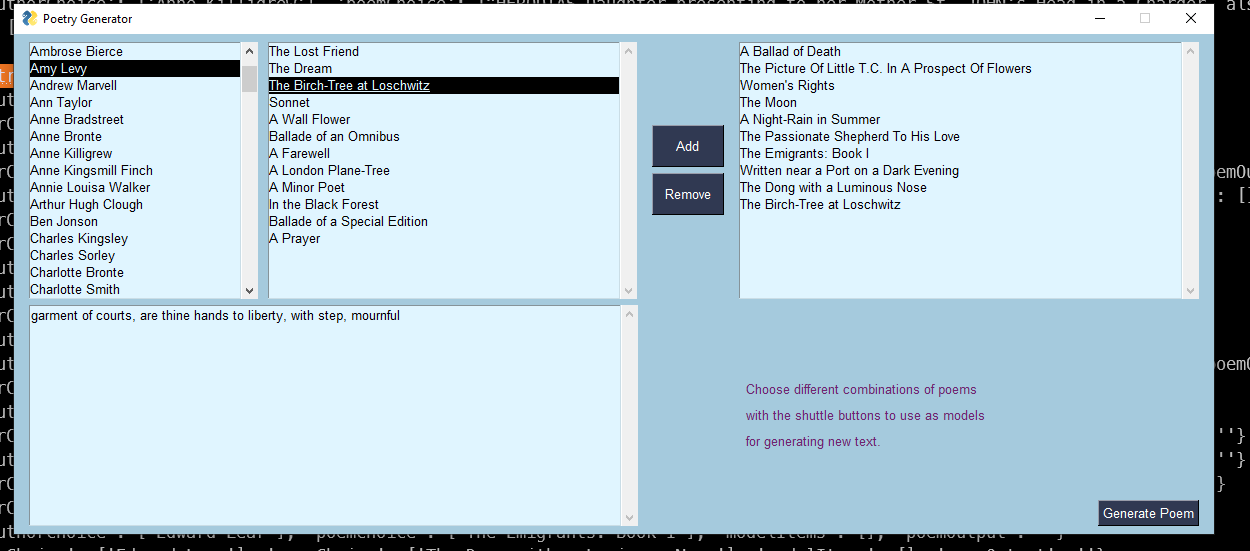 Poetry Generator
Ambrose Bierce
Amy Levy
Andrew Marvell
Ann Taylor
Anne Bradstreet
Anne Bronte
Anne Killigrew
Anne Kingsmill Finch
Annie Louisa Walker
Arthur Hugh Clough
Ben Jonson
Charles Kingsley
Charles Sorley
Charlotte Bronte
Charlotte Smith
The Lost Friend
The Dream
The Birch-Tree at Loschwitz
Sonnet
A Wall Flower
Ballade of an Omnibus
A Farewell
A London Plane-Tree
A Minor Poet
In the Black Forest
Ballade of a Special Edition
A Prayer
Add
Remove
A Ballad of Death
The Picture Of Little T.C. In A Prospect Of Flowers
Women's Rights
The Moon
A Night-Rain in Summer
The Passionate Shepherd To His Love
The Emigrants: Book I
Written near a Port on a Dark Evening
The Dong with a Luminous Nose
The Birch-Tree at Loschwitz
garment of courts, are thine hands to liberty, with step, mournful
Choose different combinations of poems
with the shuttle buttons to use as models
for generating new text.
Generate Poem